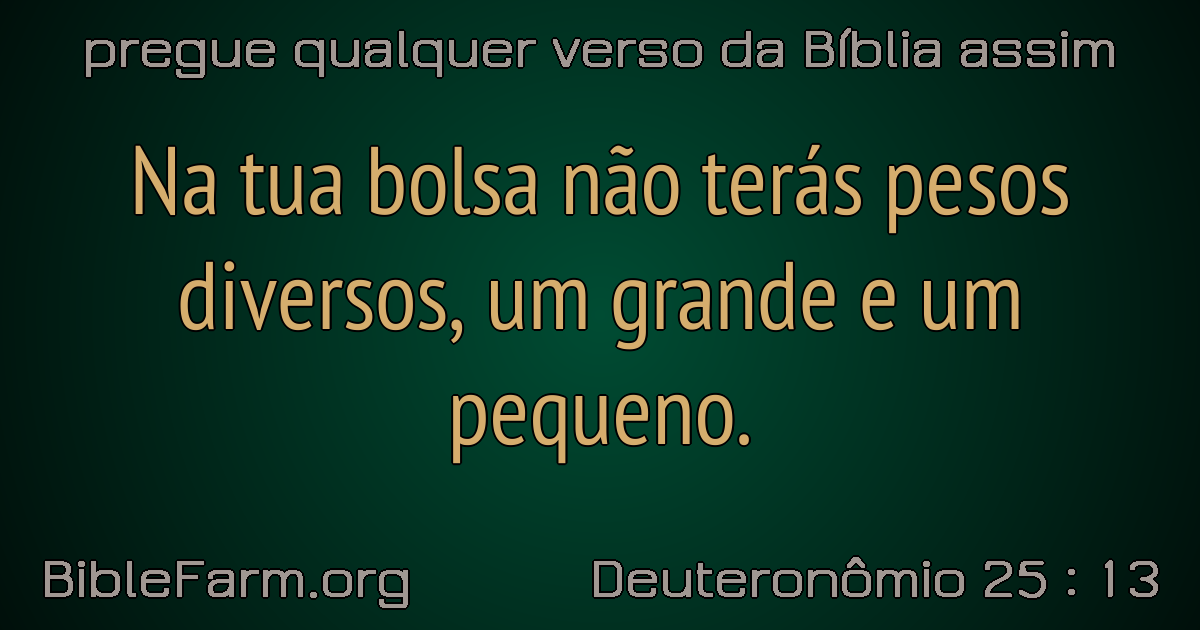 pregue qualquer verso da Bíblia assim
Na tua bolsa não terás pesos
diversos, um grande e um
pequeno.
BibleFarm.org
Deuteronômio 25 : 13